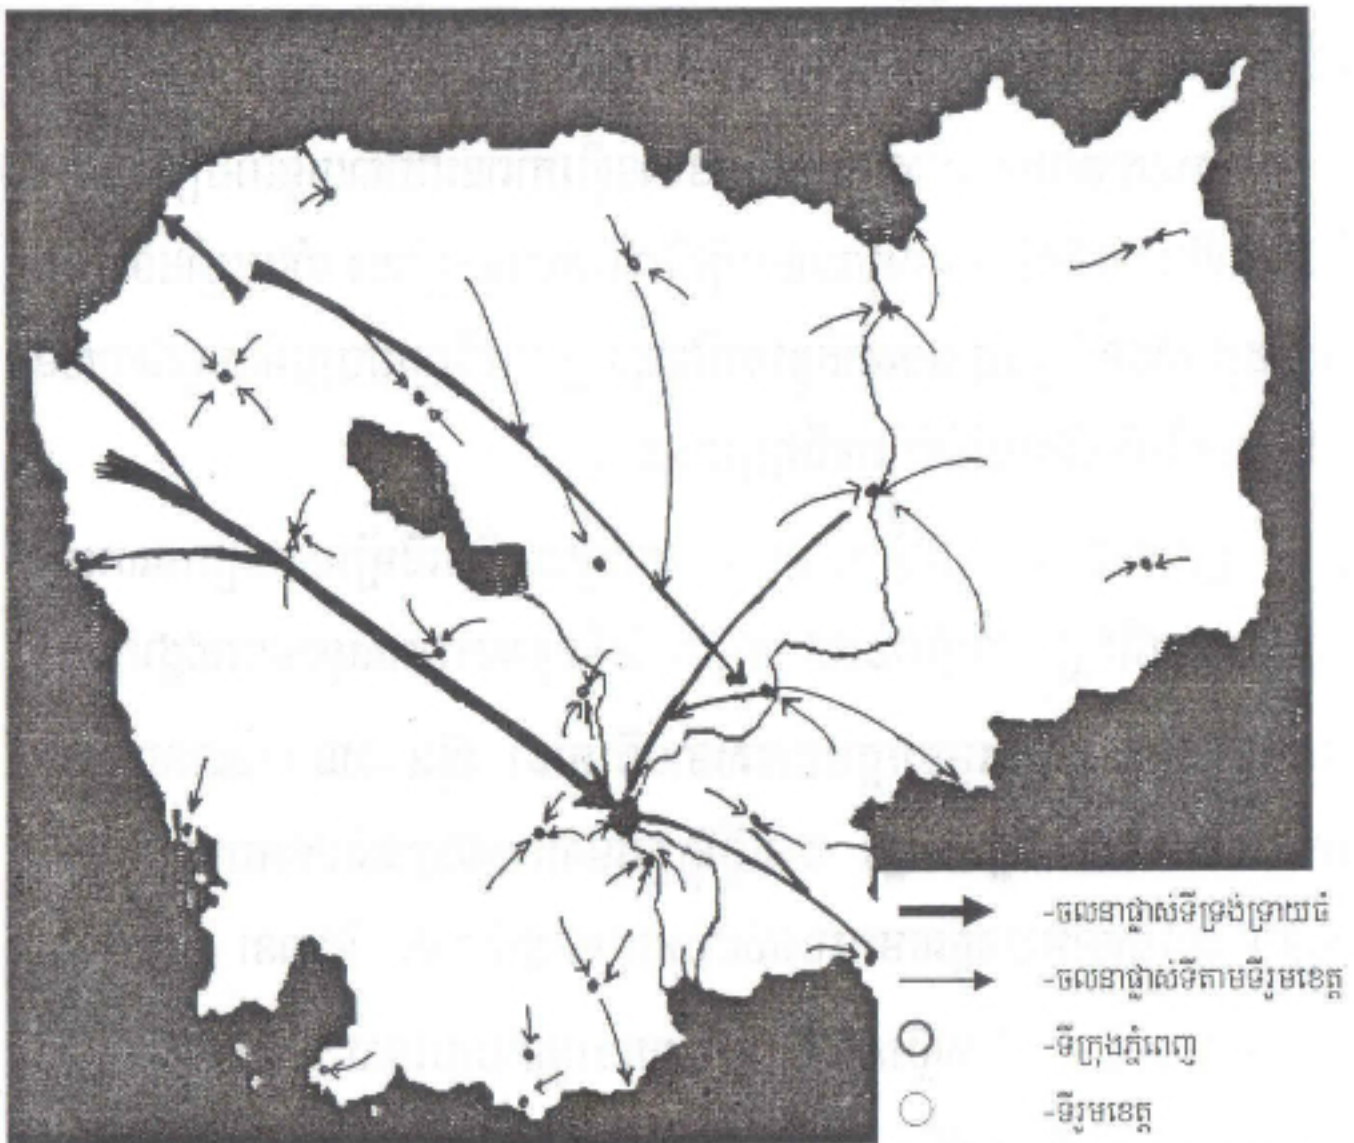 -ចលនាផ្លាស់ទីទ្រង់ទ្រាយធំ
-ចលនាផ្លាស់ទីតាមទីរួមខេត្ត
-ទីក្រុងភ្នំពេញ
-ទីរួមខេត្ត